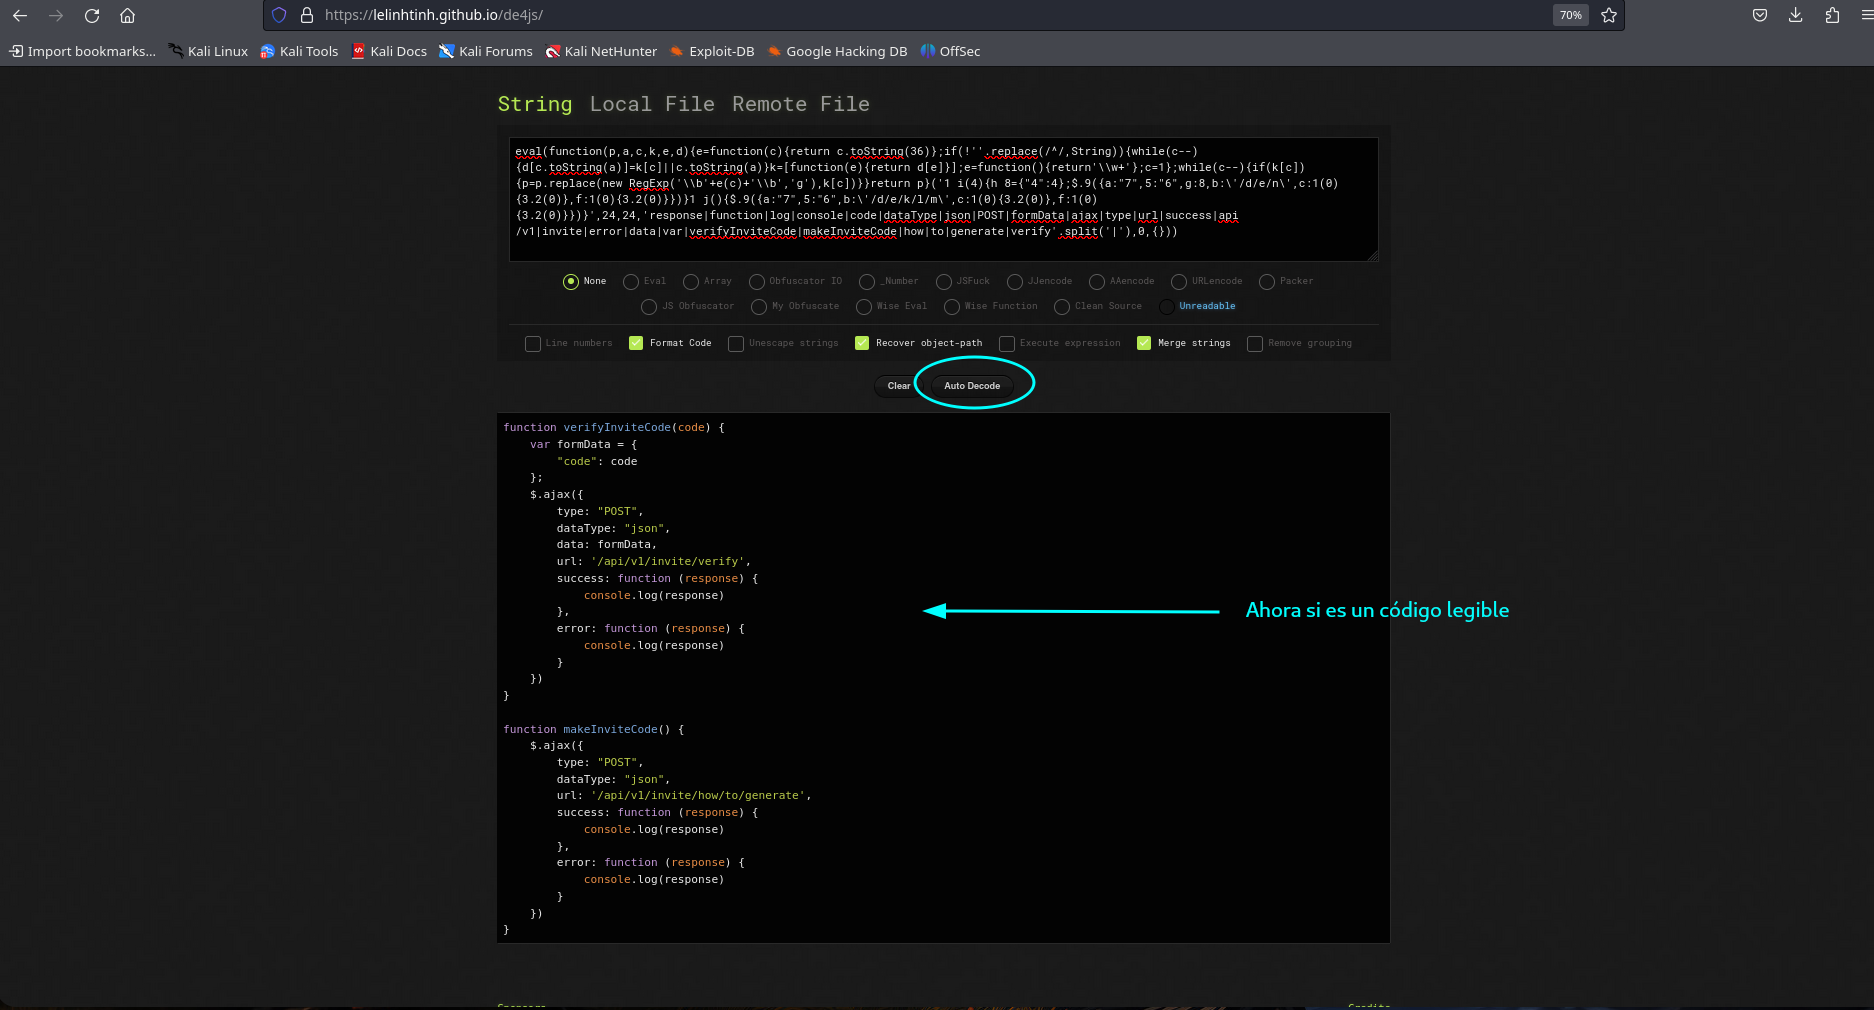 https://lelinhtinh.github.io/de4js/
70%
Import bookmarks...
Kali Linux
Kali Tools
Kali Docs
Kali Forums
Kali NetHunter
Exploit-DB
Google Hacking DB
OffSec
String Local File Remote File
eval(function(p,a,c,k,e,d){e=function(c){return c.toString(36)};if(!''.replace(/^/,String)){while(c--)
{d[c.toString(a)]=k[c]||c.toString(a)}k=[function(e){return d[e]}];e=function(){return'\\w+'};c=1};while(c--){if(k[c])
{p=p.replace(new RegExp('\\b'+e(c)+'\\b','g'),k[c])}}return p}('1 i(4){h 8={"4":4};$.9({a:"7",5:"6",g:8,b:\'/d/e/n\',c:1(0)
{3.2(0)},f:1(0){3.2(0)}})}1 j(){$.9({a:"7",5:"6",b:\'/d/e/k/l/m\',c:1(0){3.2(0)},f:1(0)
{3.2(0)}})}',24,24,'response|function|log|console|code|dataType|json|POST|formData|ajax|type|url|success|api
/v1|invite|error|data|var|verifyInviteCode|makeInviteCode|how|to|generate|verify'.split('|'),0,{}))
None Eval Array Obfuscator IO _Number JSFuck JJencode AAencode URLencode Packer
JS Obfuscator My Obfuscate Wise Eval Wise Function Clean Source Unreadable
Line numbers Format Code Unescape strings Recover object-path Execute expression Merge strings Remove grouping
Clear Auto Decode
function verifyInviteCode(code) {
    var formData = {
        "code": code
    };
    $.ajax({
        type: "POST",
        dataType: "json",
        data: formData,
        url: '/api/v1/invite/verify',
        success: function (response) {
            console.log(response)
        },
        error: function (response) {
            console.log(response)
        }
    })
}
function makeInviteCode() {
    $.ajax({
        type: "POST",
        dataType: "json",
        url: '/api/v1/invite/how/to/generate',
        success: function (response) {
            console.log(response)
        },
        error: function (response) {
            console.log(response)
        }
    })
}
Ahora si es un código legible